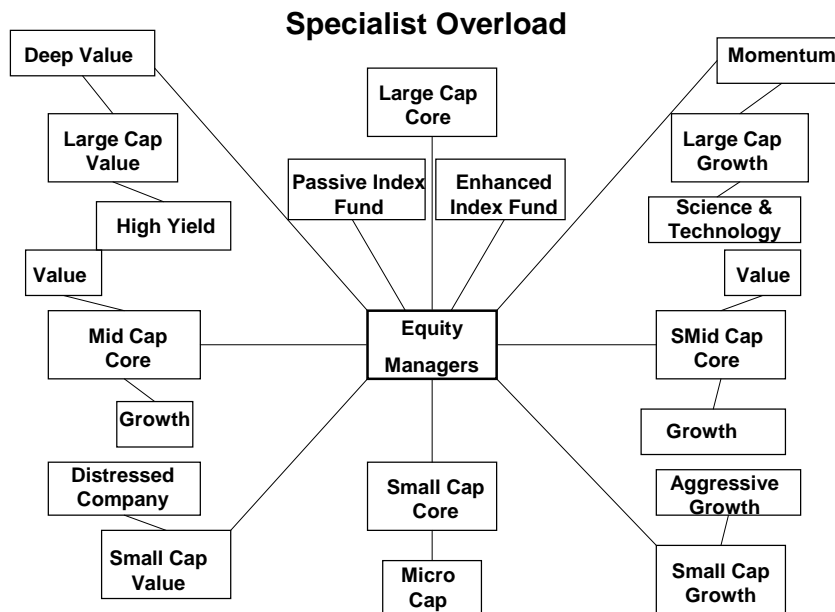 Specialist Overload
Deep Value
Momentum
Large Cap
Core
Large Cap
Value
Large Cap
Growth
Passive Index
Fund
Enhanced
Index Fund
High Yield
Science &
Technology
Value
Value
Mid Cap
Core
Equity
Managers
SMid Cap
Core
Growth
Growth
Distressed
Company
Small Cap
Core
Aggressive
Growth
Small Cap
Value
Micro
Cap
Small Cap
Growth